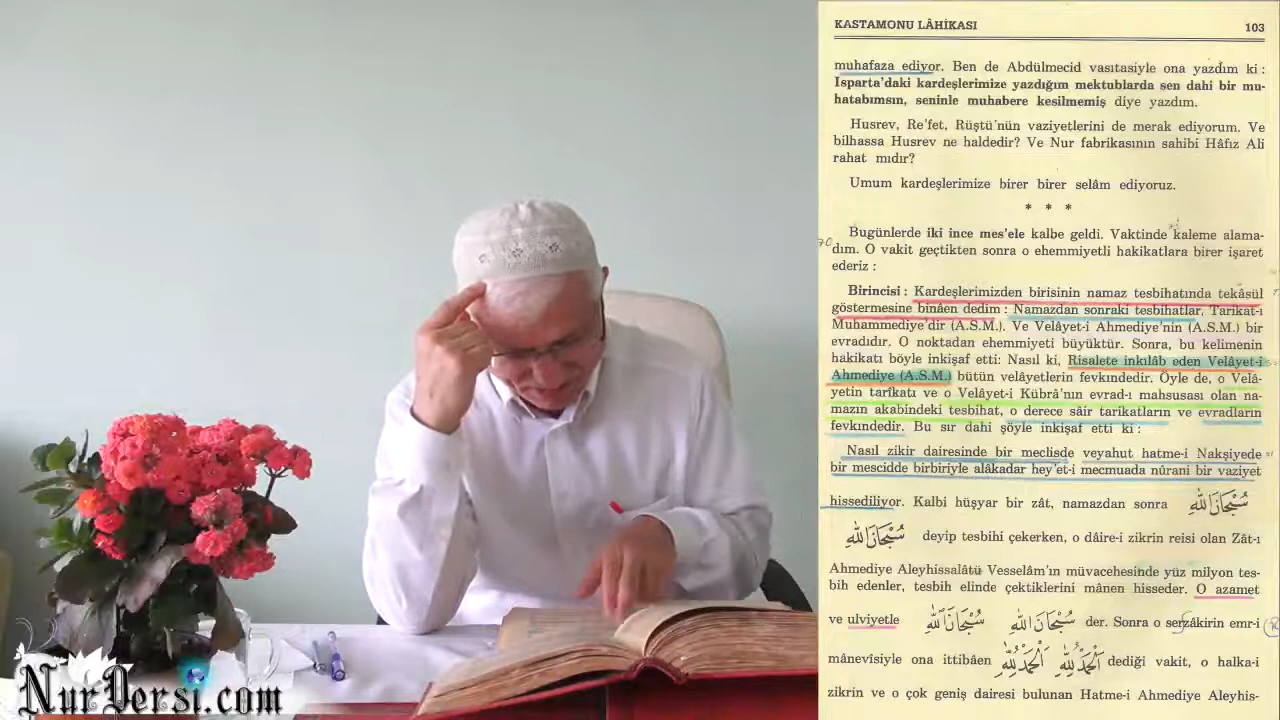 KASTAMONU LÂHİKASI 103
muhafaza ediyor. Ben de Abdülmecid vasıtasiyle ona yazdım ki :
Isparta'daki kardeşlerimize yazdığım mektublarda sen dahi bir mu-
hatabımsın, seninle muhabere kesilmemiş diye yazdım.
Husrev, Re'fet, Rüştü'nün vaziyetlerini de merak ediyorum. Ve
bilhassa Husrev ne haldedir? Ve Nur fabrikasının sahibi Hâfız Ali
rahat mıdır?
Umum kardeşlerimize birer birer selâm ediyoruz.
* * *
Bugünlerde iki ince mes'ele kalbe geldi. Vaktinde kaleme alama-
dım. O vakit geçtikten sonra o ehemmiyetli hakikatlara birer işaret
ederiz :
Birincisi : Kardeşlerimizden birisinin namaz tesbihatında tekâsül
göstermesine binâen dedim : Namazdan sonraki tesbihatlar, Tarikat-ı
Muhammediye'dir (A.S.M.). Ve Velâyet-i Ahmediye'nin (A.S.M.) bir
evradıdır. O noktadan ehemmiyeti büyüktür. Sonra, bu kelimenin
hakikatı böyle inkişaf etti: Nasıl ki, Risalete inkılâb eden Velâyet-i
Ahmediye (A.S.M.) bütün velâyetlerin fevkındedir. Öyle de, o Velâ-
yetin tarîkatı ve o Velâyet-i Kübrâ'nın evrad-ı mahsusası olan na-
mazın akabindeki tesbihat, o derece sâir tarikatların ve evradların
fevkındedir. Bu sır dahi şöyle inkişaf etti ki :
Nasıl zikir dairesinde bir meclisde veyahut hatme-i Nakşiyede
bir mescidde birbiriyle alâkadar hey'et-i mecmuada nûrani bir vaziyet
hissediliyor. Kalbi hüşyar bir zât, namazdan sonra سُبْحَانَ اللّٰهِ
سُبْحَانَ اللّٰهِ deyip tesbihi çekerken, o dâire-i zikrin reisi olan Zât-ı
Ahmediye Aleyhissalâtü Vesselâm'ın müvacehesinde yüz milyon tes-
bih edenler, tesbih elinde çektiklerini mânen hisseder. O azamet
ve ulviyetle سُبْحَانَ اللّٰهِ سُبْحَانَ اللّٰهِ der. Sonra o serzâkirin emr-i
mânevîsiyle ona ittibâen اَلْحَمْدُ لِلّٰهِ اَلْحَمْدُ لِلّٰهِ dediği vakit, o halka-i
zikrin ve o çok geniş dairesi bulunan Hatme-i Ahmediye Aleyhis-
NurDersi.com